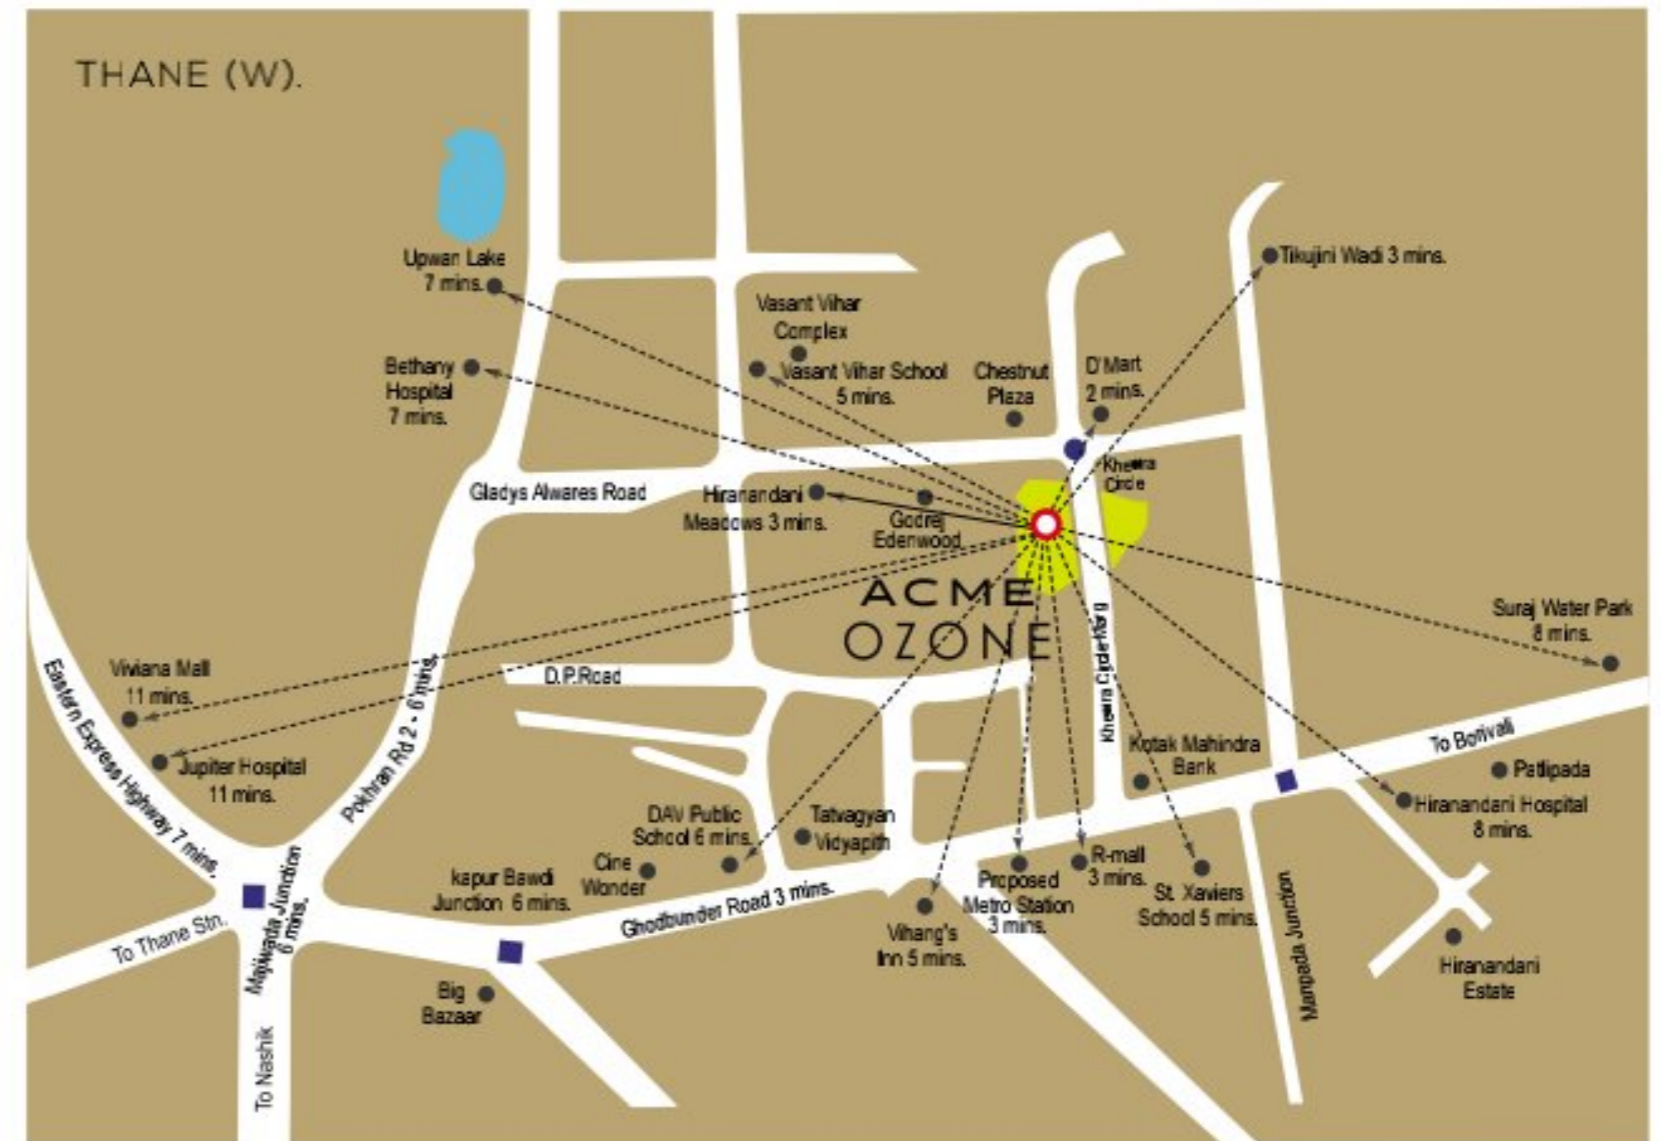 THANE (W).
Upwan Lake
7 mins.
Tikujini Wadi 3 mins.
Vasant Vihar
Complex
Vasant Vihar School
5 mins.
Bethany
Hospital
7 mins.
Chestnut
Plaza
D'Mart
2 mins.
Khewra
Circle
Gladys Alwares Road
Hiranandani
Meadows 3 mins.
Godrej
Edenwood
ACME
OZONE
Suraj Water Park
8 mins.
Khewra Circle Marg
Viviana Mall
11 mins.
D.P.Road
Eastern Express Highway 7 mins.
Pokhran Rd 2 - 6 mins.
Jupiter Hospital
11 mins.
Kotak Mahindra
Bank
To Borivali
Patlipada
Hiranandani Hospital
8 mins.
DAV Public
School 6 mins.
Tatvagyan
Vidyapith
Cine
Wonder
kapur Bawdi
Junction 6 mins.
Ghodbunder Road 3 mins.
R-mall
3 mins.
Proposed
Metro Station
3 mins.
St. Xaviers
School 5 mins.
Vihang's
Inn 5 mins.
Manpada Junction
Hiranandani
Estate
To Thane Stn.
Majiwada Junction
6 mins.
Big
Bazaar
To Nashik